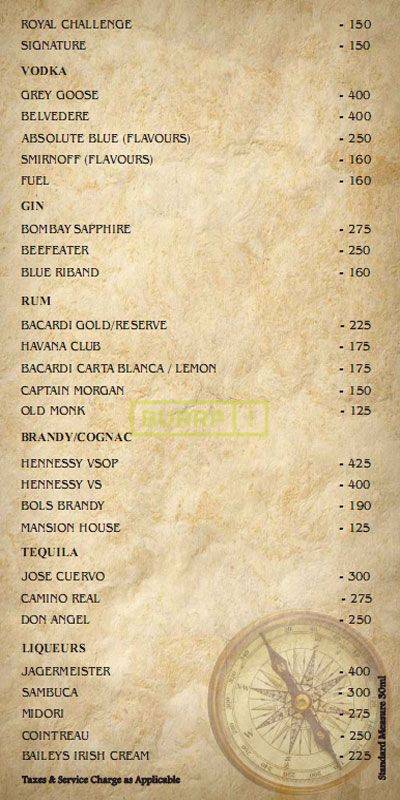 ROYAL CHALLENGE - 150
SIGNATURE - 150
VODKA
GREY GOOSE - 400
BELVEDERE - 400
ABSOLUTE BLUE (FLAVOURS) - 250
SMIRNOFF (FLAVOURS) - 160
FUEL - 160
GIN
BOMBAY SAPPHIRE - 275
BEEFEATER - 250
BLUE RIBAND - 160
RUM
BACARDI GOLD/RESERVE - 225
HAVANA CLUB - 175
BACARDI CARTA BLANCA / LEMON - 175
CAPTAIN MORGAN - 150
OLD MONK - 125
BRANDY/COGNAC
HENNESSY VSOP - 425
HENNESSY VS - 400
BOLS BRANDY - 190
MANSION HOUSE - 125
TEQUILA
JOSE CUERVO - 300
CAMINO REAL - 275
DON ANGEL - 250
LIQUEURS
JAGERMEISTER - 400
SAMBUCA - 300
MIDORI - 275
COINTREAU - 250
BAILEYS IRISH CREAM - 225
Taxes & Service Charge as Applicable
Standard Measure 30ml